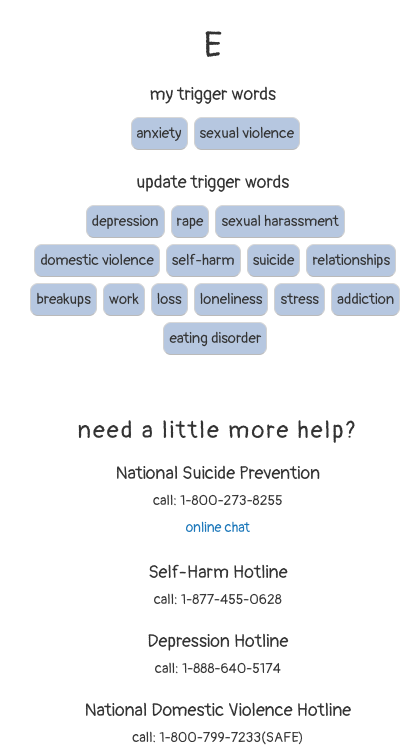 E
my trigger words
anxiety sexual violence
update trigger words
depression rape sexual harassment
domestic violence self-harm suicide relationships
breakups work loss loneliness stress addiction
eating disorder
need a little more help?
National Suicide Prevention
call: 1-800-273-8255
online chat
Self-Harm Hotline
call: 1-877-455-0628
Depression Hotline
call: 1-888-640-5174
National Domestic Violence Hotline
call: 1-800-799-7233(SAFE)